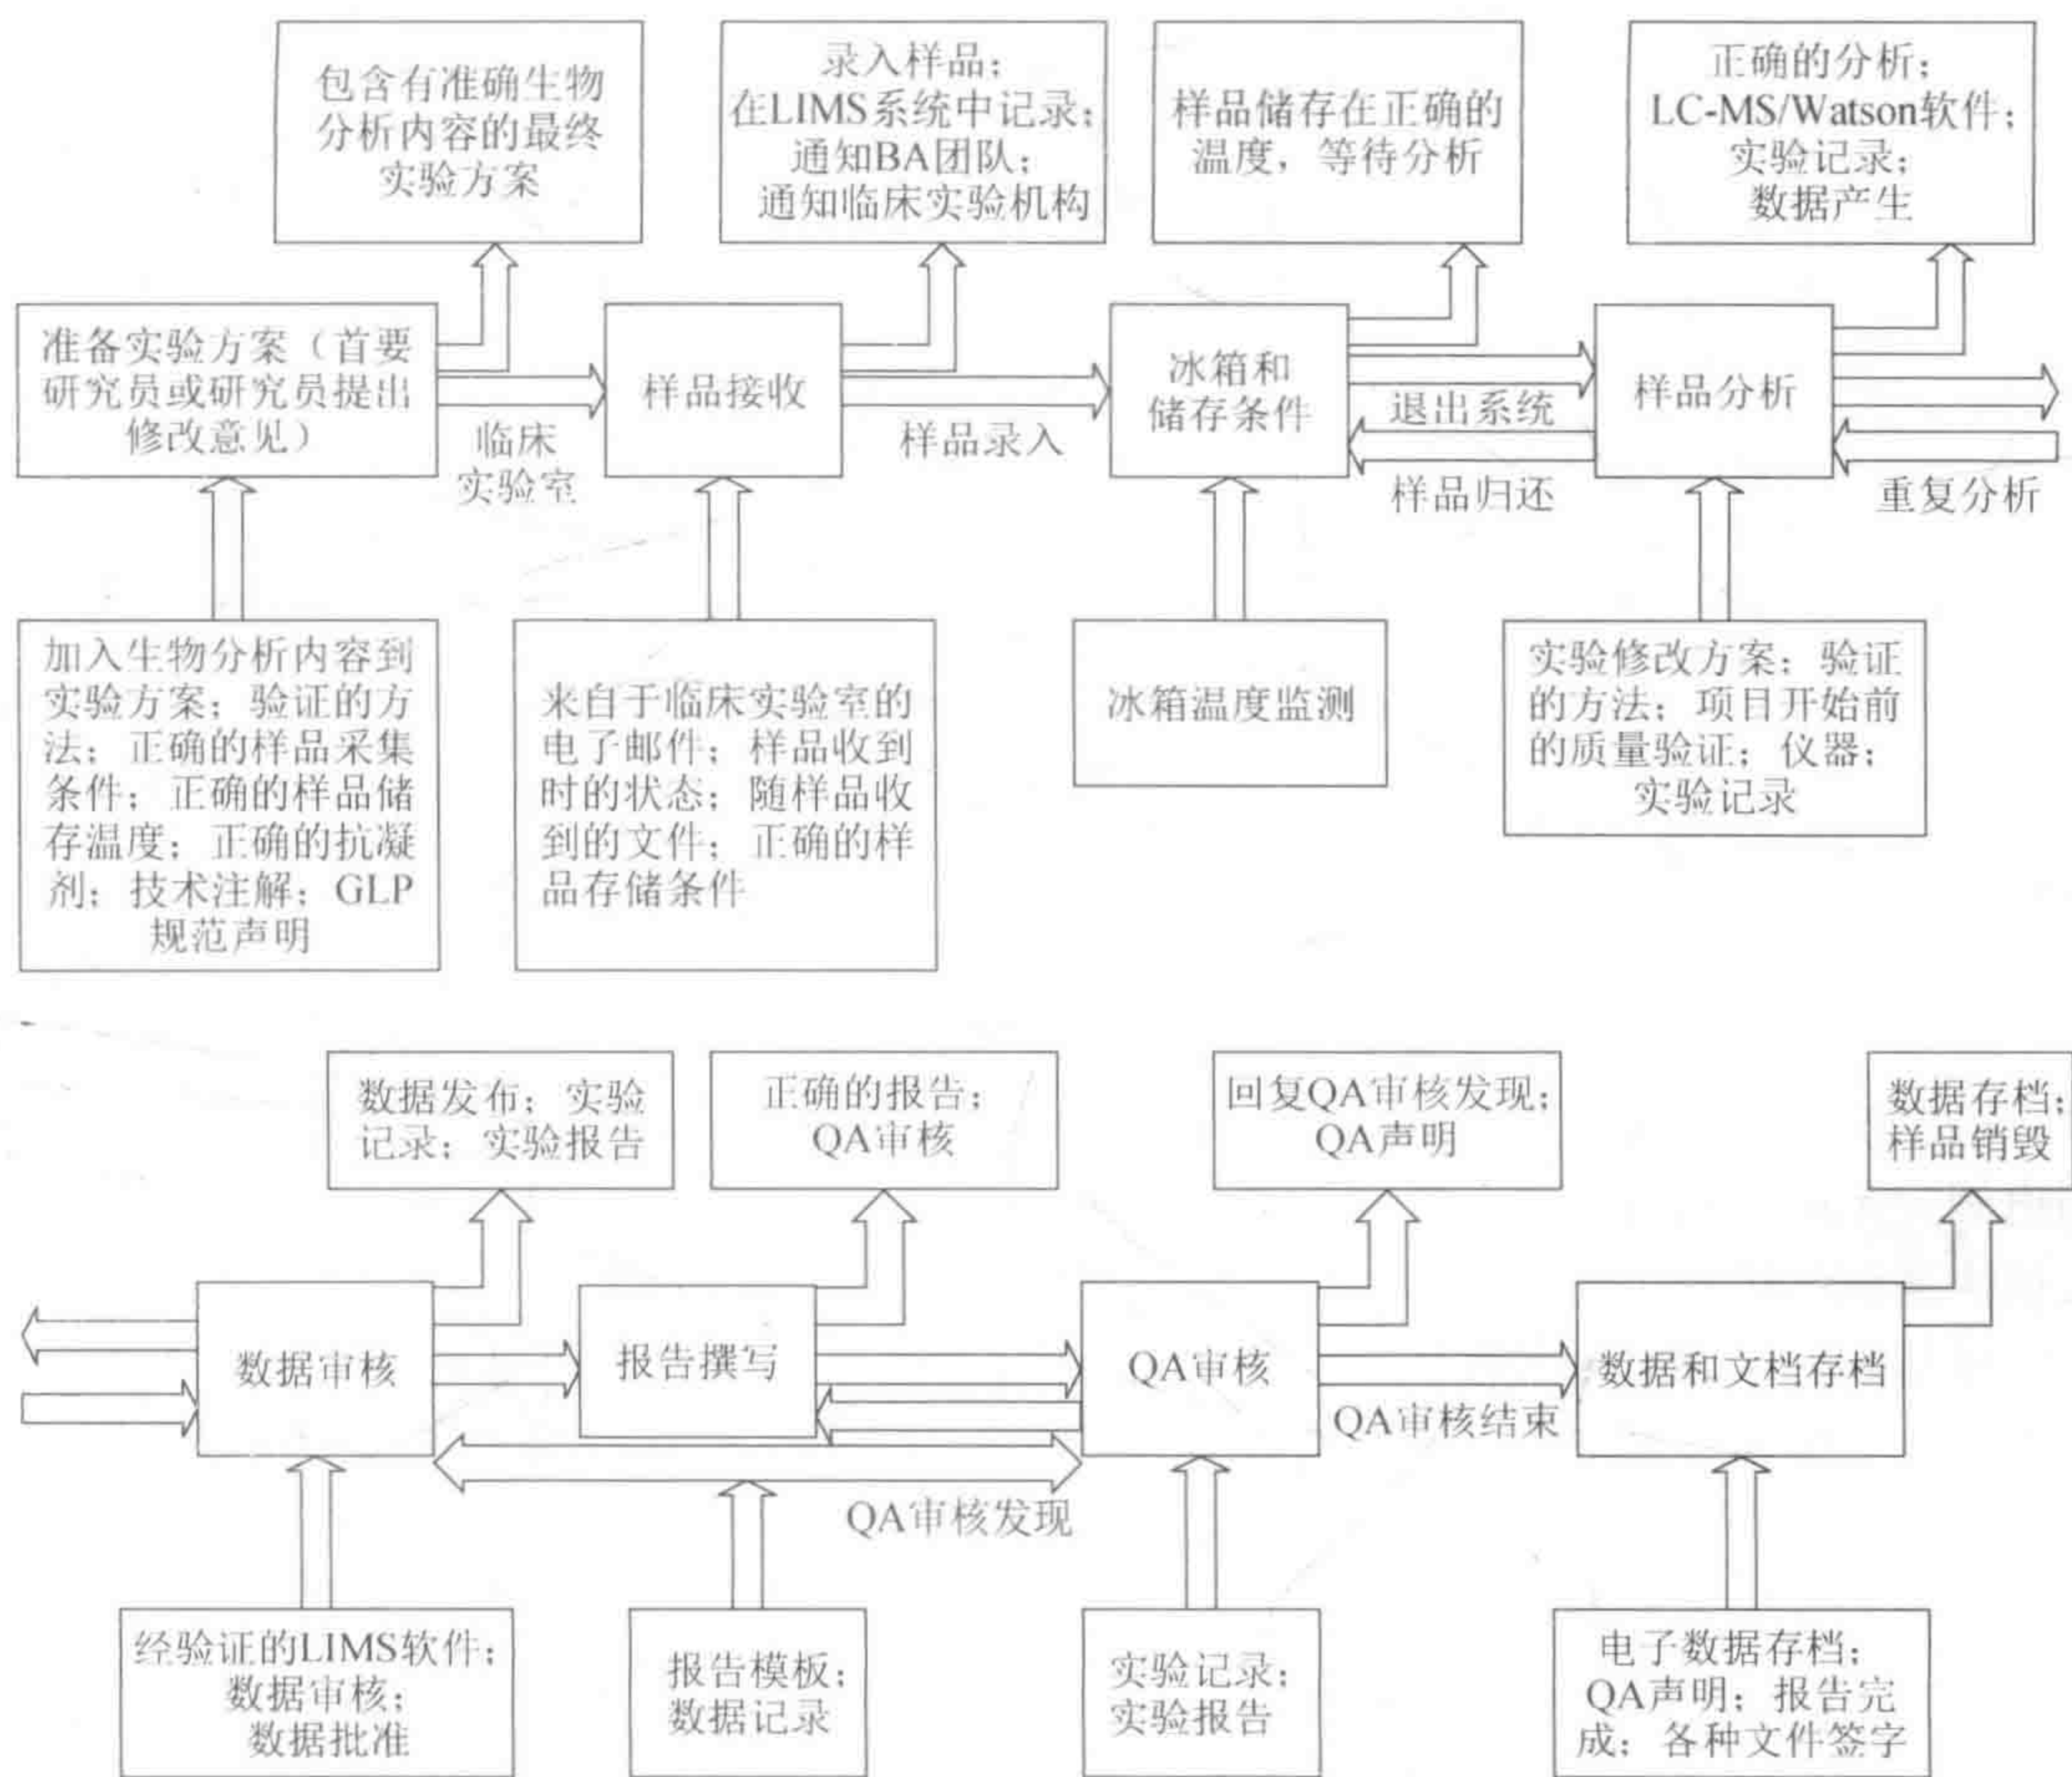 包含有准确生物
分析内容的最终
实验方案
录入样品；
在LIMS系统中记录；
通知BA团队；
通知临床实验机构
样品储存在正确的
温度，等待分析
正确的分析；
LC-MS/Watson软件；
实验记录；
数据产生
准备实验方案（首要
研究员或研究员提出
修改意见）
临床
实验室
样品接收
样品录入
冰箱和
储存条件
退出系统
样品归还
样品分析
重复分析
加入生物分析内容到
实验方案；验证的方
法；正确的样品采集
条件；正确的样品储
存温度；正确的抗凝
剂；技术注解；GLP
规范声明
来自于临床实验室的
电子邮件；样品收到
时的状态；随样品收
到的文件；正确的样
品存储条件
冰箱温度监测
实验修改方案；验证
的方法；项目开始前
的质量验证；仪器；
实验记录
数据发布；实验
记录；实验报告
正确的报告；
QA审核
回复QA审核发现；
QA声明
数据存档；
样品销毁
数据审核
报告撰写
QA审核
QA审核结束
数据和文档存档
QA审核发现
经验证的LIMS软件；
数据审核；
数据批准
报告模板；
数据记录
实验记录；
实验报告
电子数据存档；
QA声明；报告完
成；各种文件签字